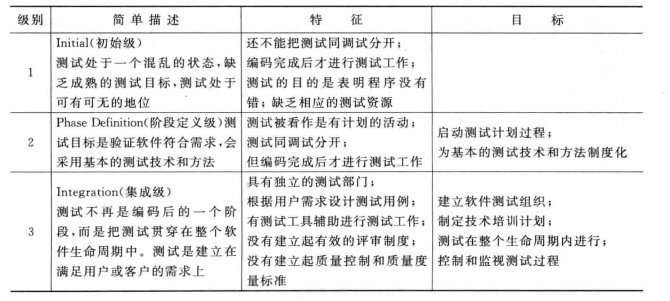 级别 简单描述 特征 目标
1
Initial(初始级)
测试处于一个混乱的状态,缺
乏成熟的测试目标,测试处于
可有可无的地位
还不能把测试同调试分开;
编码完成后才进行测试工作;
测试的目的是表明程序没有
错;缺乏相应的测试资源
2
Phase Definition(阶段定义级)测
试目标是验证软件符合需求,会
采用基本的测试技术和方法
测试被看作是有计划的活动;
测试同调试分开;
但编码完成后才进行测试工作
启动测试计划过程;
为基本的测试技术和方法制度化
3
Integration(集成级)
测试不再是编码后的一个阶
段,而是把测试贯穿在整个软
件生命周期中。测试是建立在
满足用户或客户的需求上
具有独立的测试部门;
根据用户需求设计测试用例;
有测试工具辅助进行测试工作;
没有建立起有效的评审制度;
没有建立起质量控制和质量度
量标准
建立软件测试组织;
制定技术培训计划;
测试在整个生命周期内进行;
控制和监视测试过程